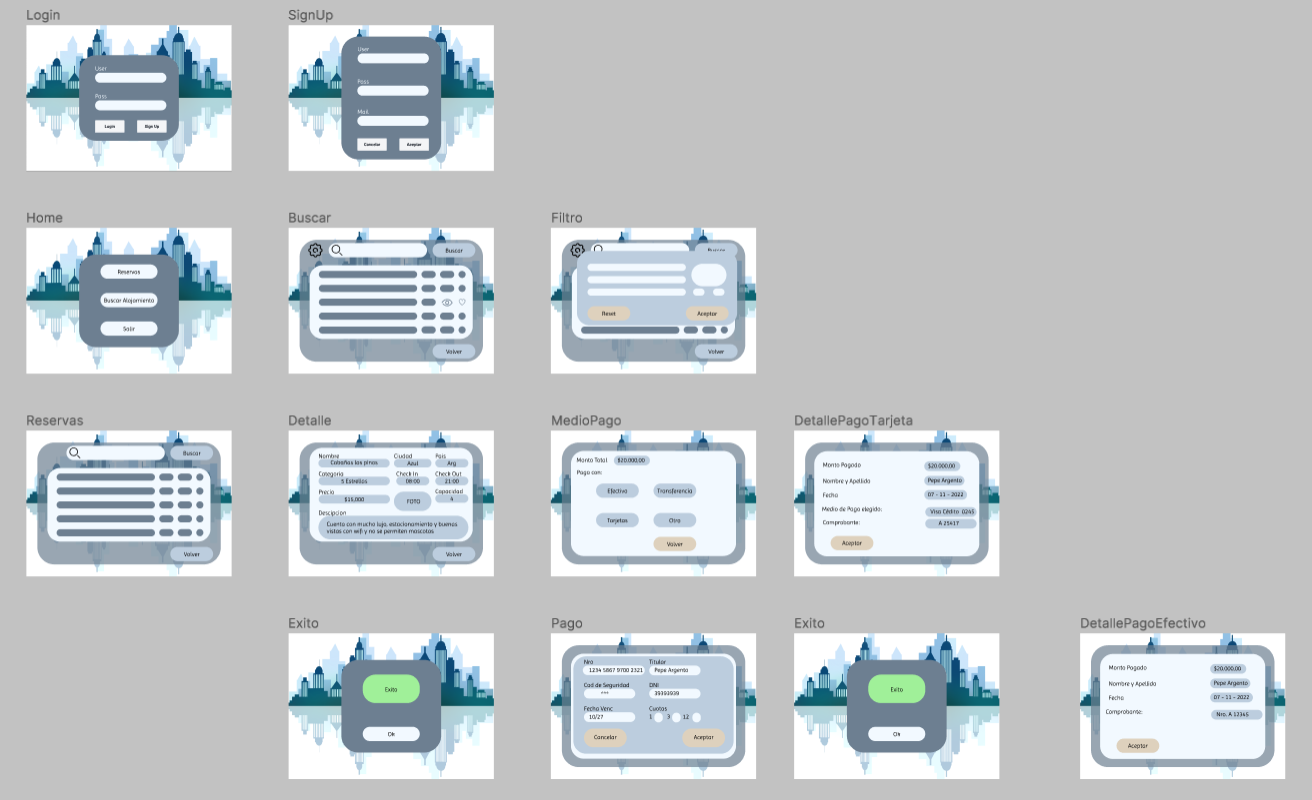 Login
User
Pass
Login
Sign Up
SignUp
User
Pass
Mail
Cancelar
Aceptar
Home
Reservas
Buscar Alojamiento
Salir
Buscar
Buscar
Volver
Filtro
Buscar
Reset
Aceptar
Volver
Reservas
Buscar
Volver
Detalle
Nombre
Ciudad
Pais
Cabañas los pinos
Azul
Arg
Categoria
Check In
Check Out
5 Estrellas
08:00
21:00
Precio
Capacidad
$15,000
FOTO
4
Descipcion
Cuenta con mucho lujo, estacionamiento y buenas
vistas con wifi y no se permiten mascotas
Volver
MedioPago
Monto Total
$20.000,00
Pago con:
Efectivo
Transferencia
Tarjetas
Otro
Volver
DetallePagoTarjeta
Monto Pagado
$20.000,00
Nombre y Apellido
Pepe Argento
Fecha
07 - 11 - 2022
Medio de Pago elegido:
Visa Cédito 0245
Comprobante:
A 25417
Aceptar
Exito
Exito
Ok
Pago
Nro
Titular
1234 5867 9700 2321
Pepe Argento
Cod de Seguridad
DNI
***
39393939
Fecha Venc
Cuotas
10/27
1 3 12
Cancelar
Aceptar
Exito
Exito
Ok
DetallePagoEfectivo
Monto Pagado
$20.000,00
Nombre y Apellido
Pepe Argento
Fecha
07 - 11 - 2022
Comprobante:
Nro. A 12345
Aceptar